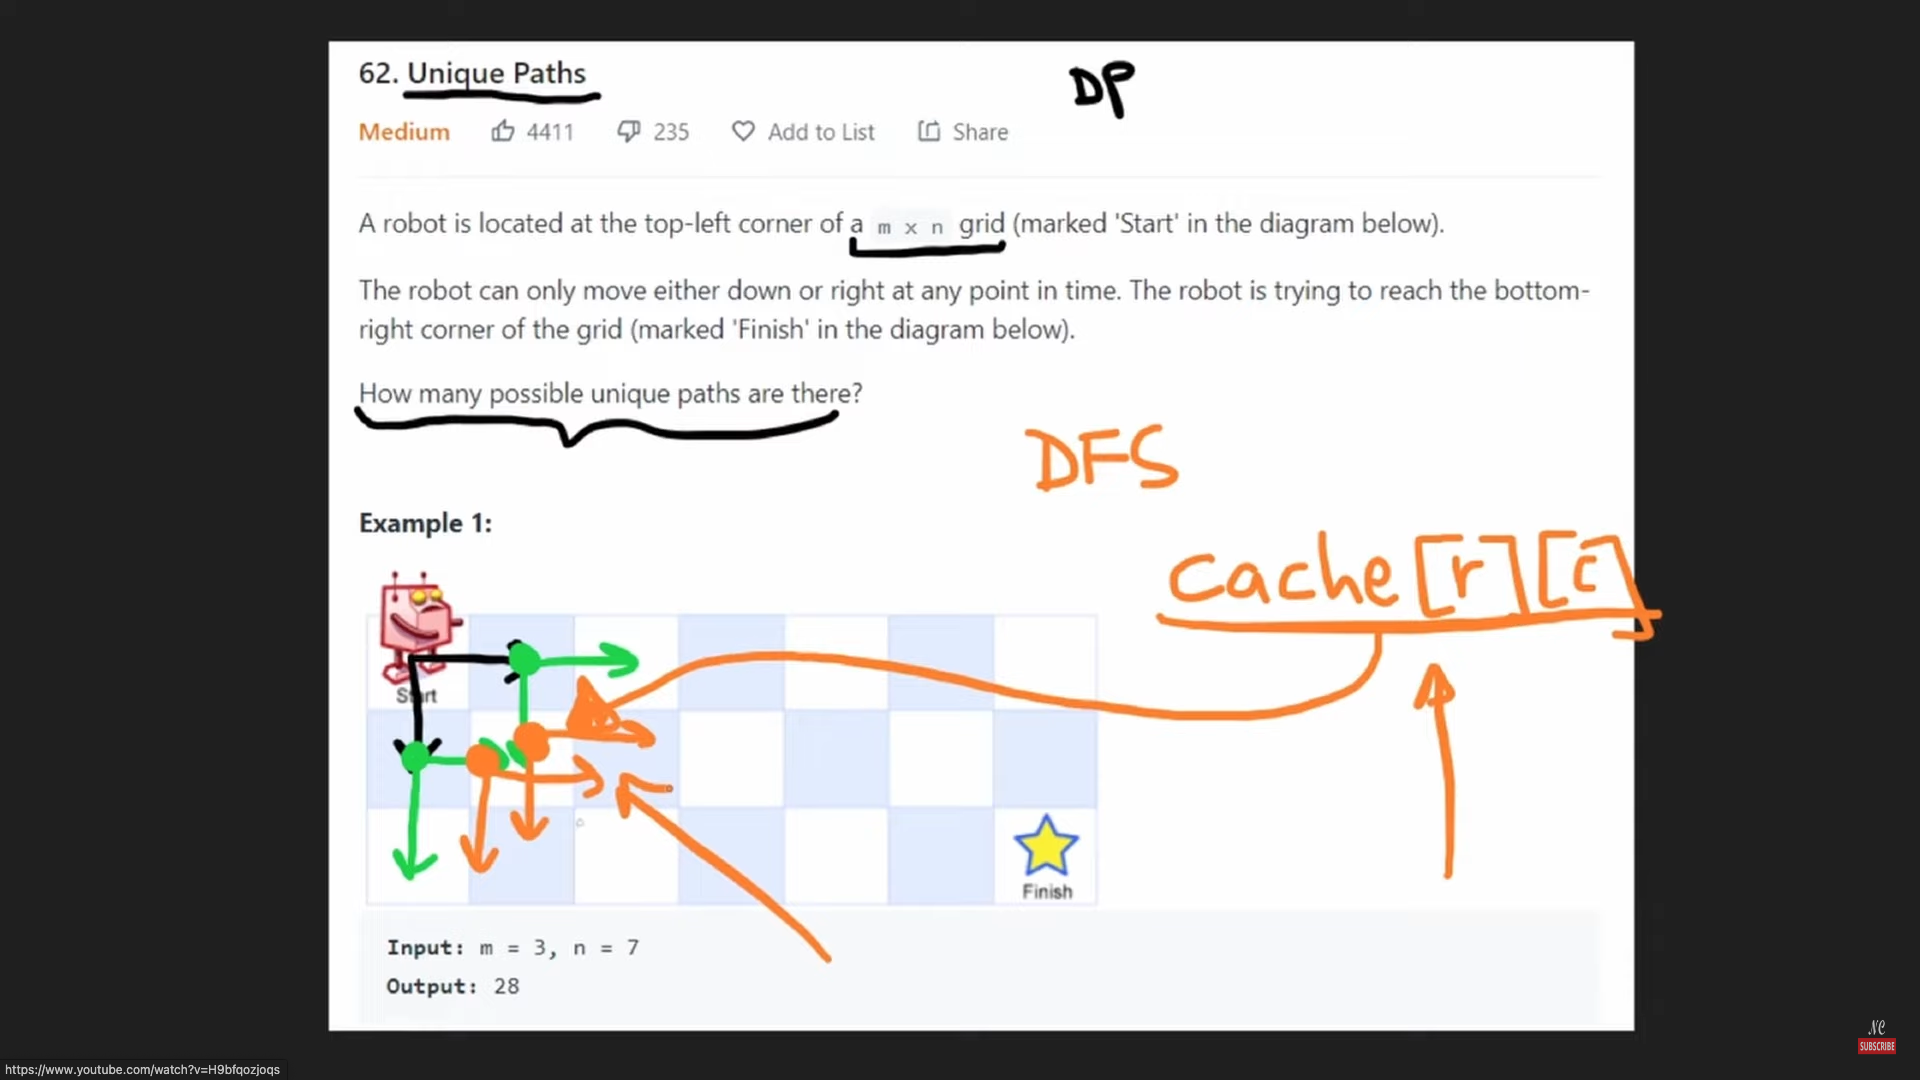 62. Unique Paths
DP
Medium 4411 235 Add to List Share
A robot is located at the top-left corner of a m x n grid (marked 'Start' in the diagram below).
The robot can only move either down or right at any point in time. The robot is trying to reach the bottom-
right corner of the grid (marked 'Finish' in the diagram below).
How many possible unique paths are there?
DFS
Example 1:
cache[r][c]
Start
Finish
Input: m = 3, n = 7
Output: 28
NC
SUBSCRIBE
https://www.youtube.com/watch?v=H9bfqozjoqs